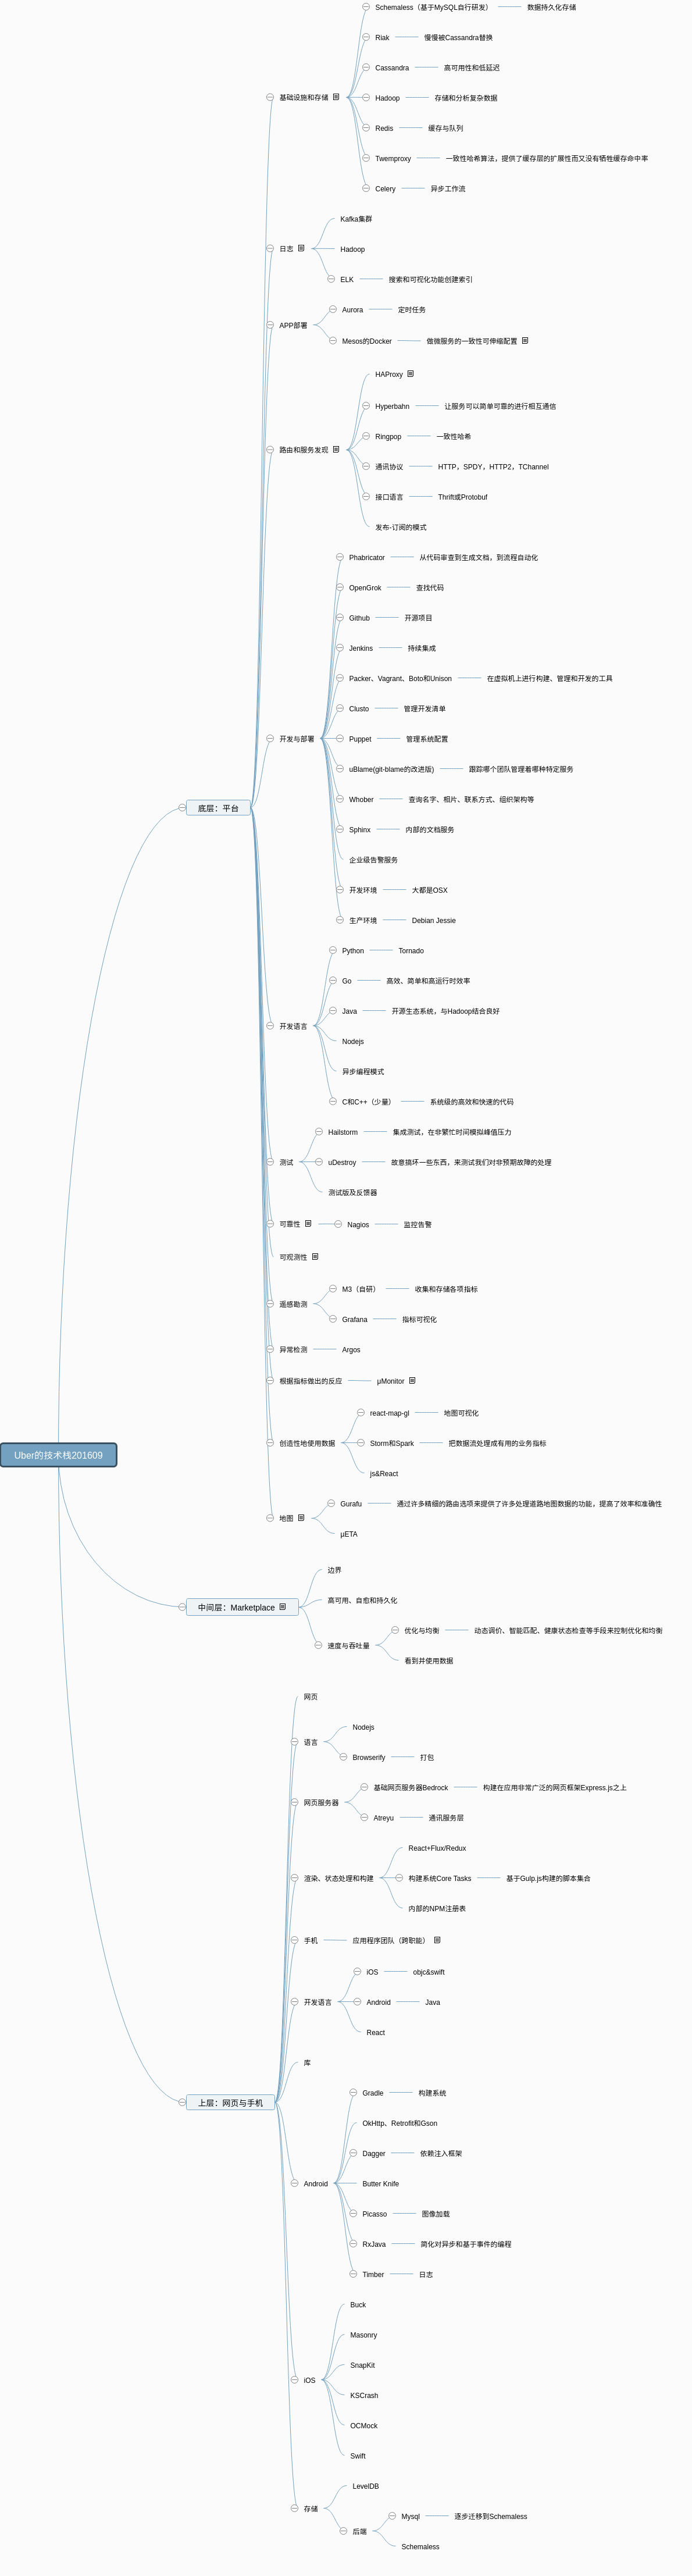 Schemaless（基于MySQL自行研发） 数据持久化存储
Riak 慢慢被Cassandra替换
Cassandra 高可用性和低延迟
基础设施和存储
Hadoop 存储和分析复杂数据
Redis 缓存与队列
Twemproxy 一致性哈希算法，提供了缓存层的扩展性而又没有牺牲缓存命中率
Celery 异步工作流
Kafka集群
日志
Hadoop
ELK 搜索和可视化功能创建索引
Aurora 定时任务
APP部署
Mesos的Docker 做微服务的一致性可伸缩配置
HAProxy
Hyperbahn 让服务可以简单可靠的进行相互通信
Ringpop 一致性哈希
路由和服务发现
通讯协议 HTTP，SPDY，HTTP2，TChannel
接口语言 Thrift或Protobuf
发布-订阅的模式
Phabricator 从代码审查到生成文档，到流程自动化
OpenGrok 查找代码
Github 开源项目
Jenkins 持续集成
Packer、Vagrant、Boto和Unison 在虚拟机上进行构建、管理和开发的工具
Clusto 管理开发清单
开发与部署
Puppet 管理系统配置
uBlame(git-blame的改进版) 跟踪哪个团队管理着哪种特定服务
Whober 查询名字、相片、联系方式、组织架构等
底层：平台
Sphinx 内部的文档服务
企业级告警服务
开发环境 大都是OSX
生产环境 Debian Jessie
Python Tornado
Go 高效、简单和高运行时效率
Java 开源生态系统，与Hadoop结合良好
开发语言
Nodejs
异步编程模式
C和C++（少量） 系统级的高效和快速的代码
Hailstorm 集成测试，在非繁忙时间模拟峰值压力
测试
uDestroy 故意搞坏一些东西，来测试我们对非预期故障的处理
测试版及反馈器
可靠性 Nagios 监控告警
可观测性
M3（自研） 收集和存储各项指标
遥感勘测
Grafana 指标可视化
异常检测 Argos
根据指标做出的反应 μMonitor
react-map-gl 地图可视化
创造性地使用数据
Storm和Spark 把数据流处理成有用的业务指标
Uber的技术栈201609
js&React
Gurafu 通过许多精细的路由选项来提供了许多处理道路地图数据的功能，提高了效率和准确性
地图
μETA
边界
高可用、自愈和持久化
中间层：Marketplace
优化与均衡 动态调价、智能匹配、健康状态检查等手段来控制优化和均衡
速度与吞吐量
看到并使用数据
网页
Nodejs
语言
Browserify 打包
基础网页服务器Bedrock 构建在应用非常广泛的网页框架Express.js之上
网页服务器
Atreyu 通讯服务层
React+Flux/Redux
渲染、状态处理和构建
构建系统Core Tasks 基于Gulp.js构建的脚本集合
内部的NPM注册表
手机 应用程序团队（跨职能）
iOS objc&swift
开发语言
Android Java
React
库
Gradle 构建系统
上层：网页与手机
OkHttp、Retrofit和Gson
Dagger 依赖注入框架
Android
Butter Knife
Picasso 图像加载
RxJava 简化对异步和基于事件的编程
Timber 日志
Buck
Masonry
SnapKit
iOS
KSCrash
OCMock
Swift
LevelDB
存储
Mysql 逐步迁移到Schemaless
后端
Schemaless